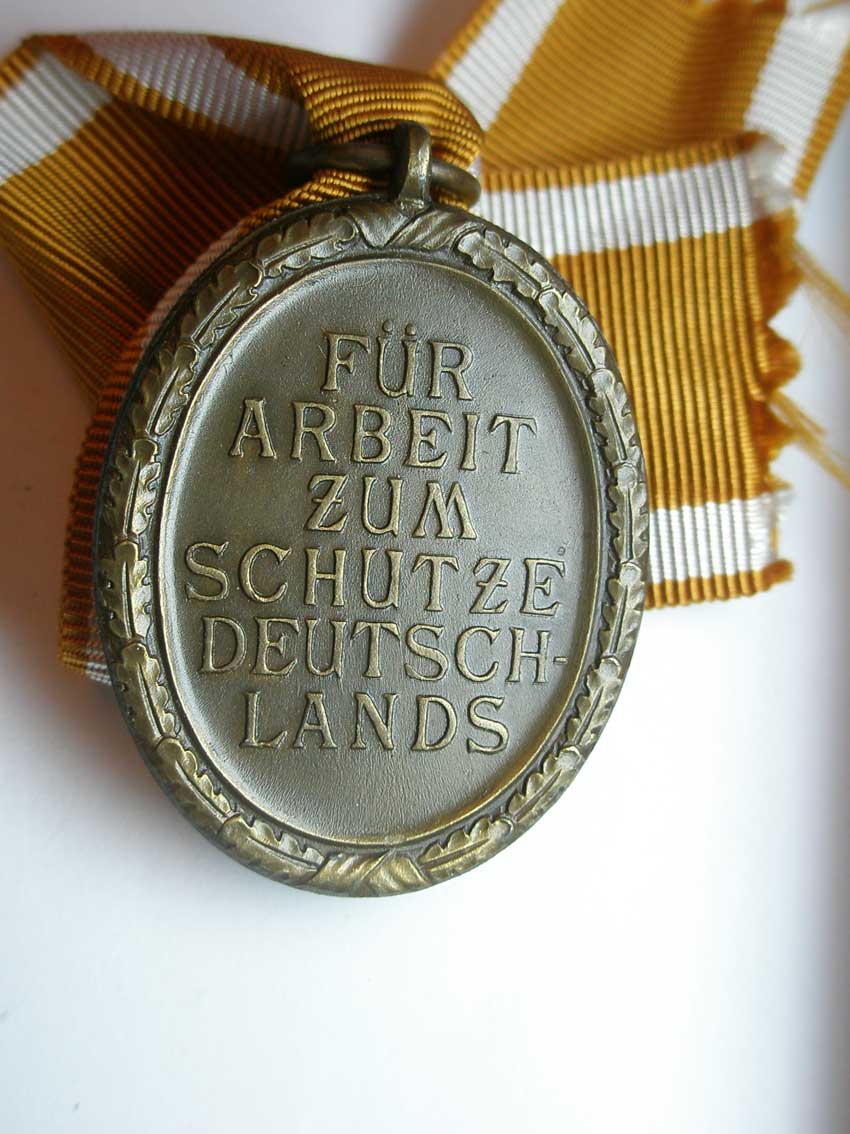 FÜR
ARBEIT
ZUM
SCHUTZE
DEUTSCH-
LANDS